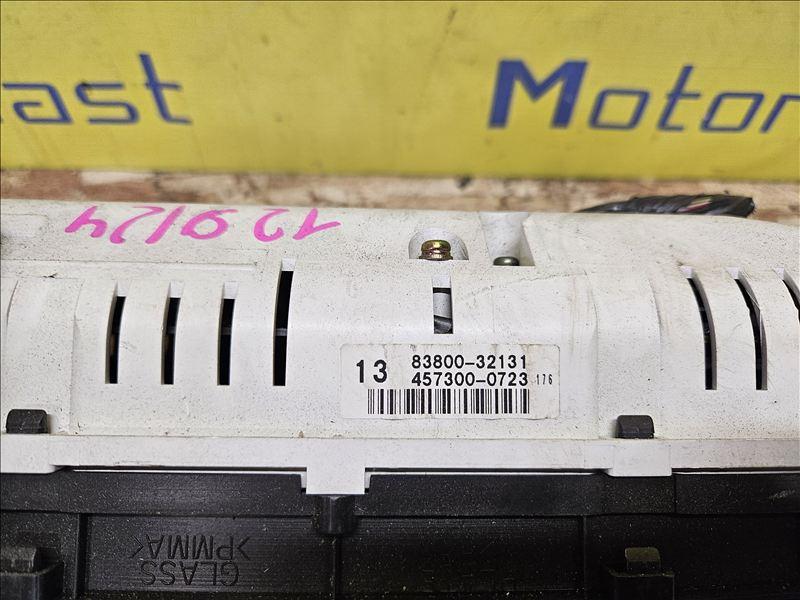 ast Motor
12 9/24
13 83800-32131
457300-0723 176
GLASS
>PMMA<